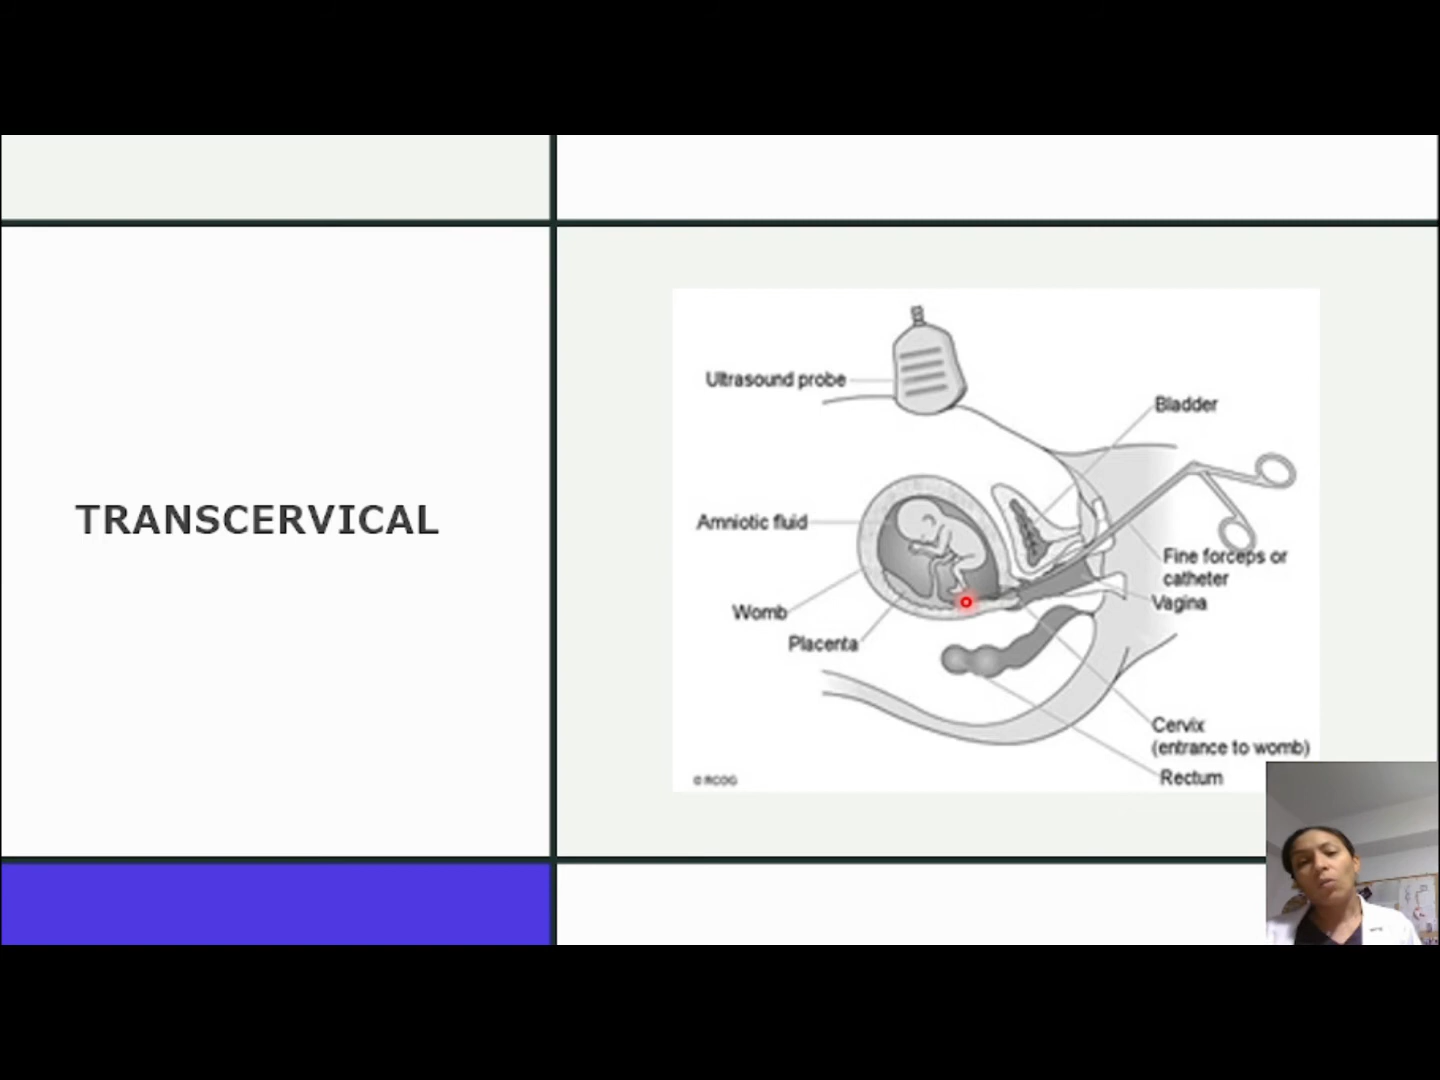 TRANSCERVICAL
Ultrasound probe
Bladder
Amniotic fluid
Fine forceps or
catheter
Vagina
Womb
Placenta
Cervix
(entrance to womb)
Rectum
© RCOG